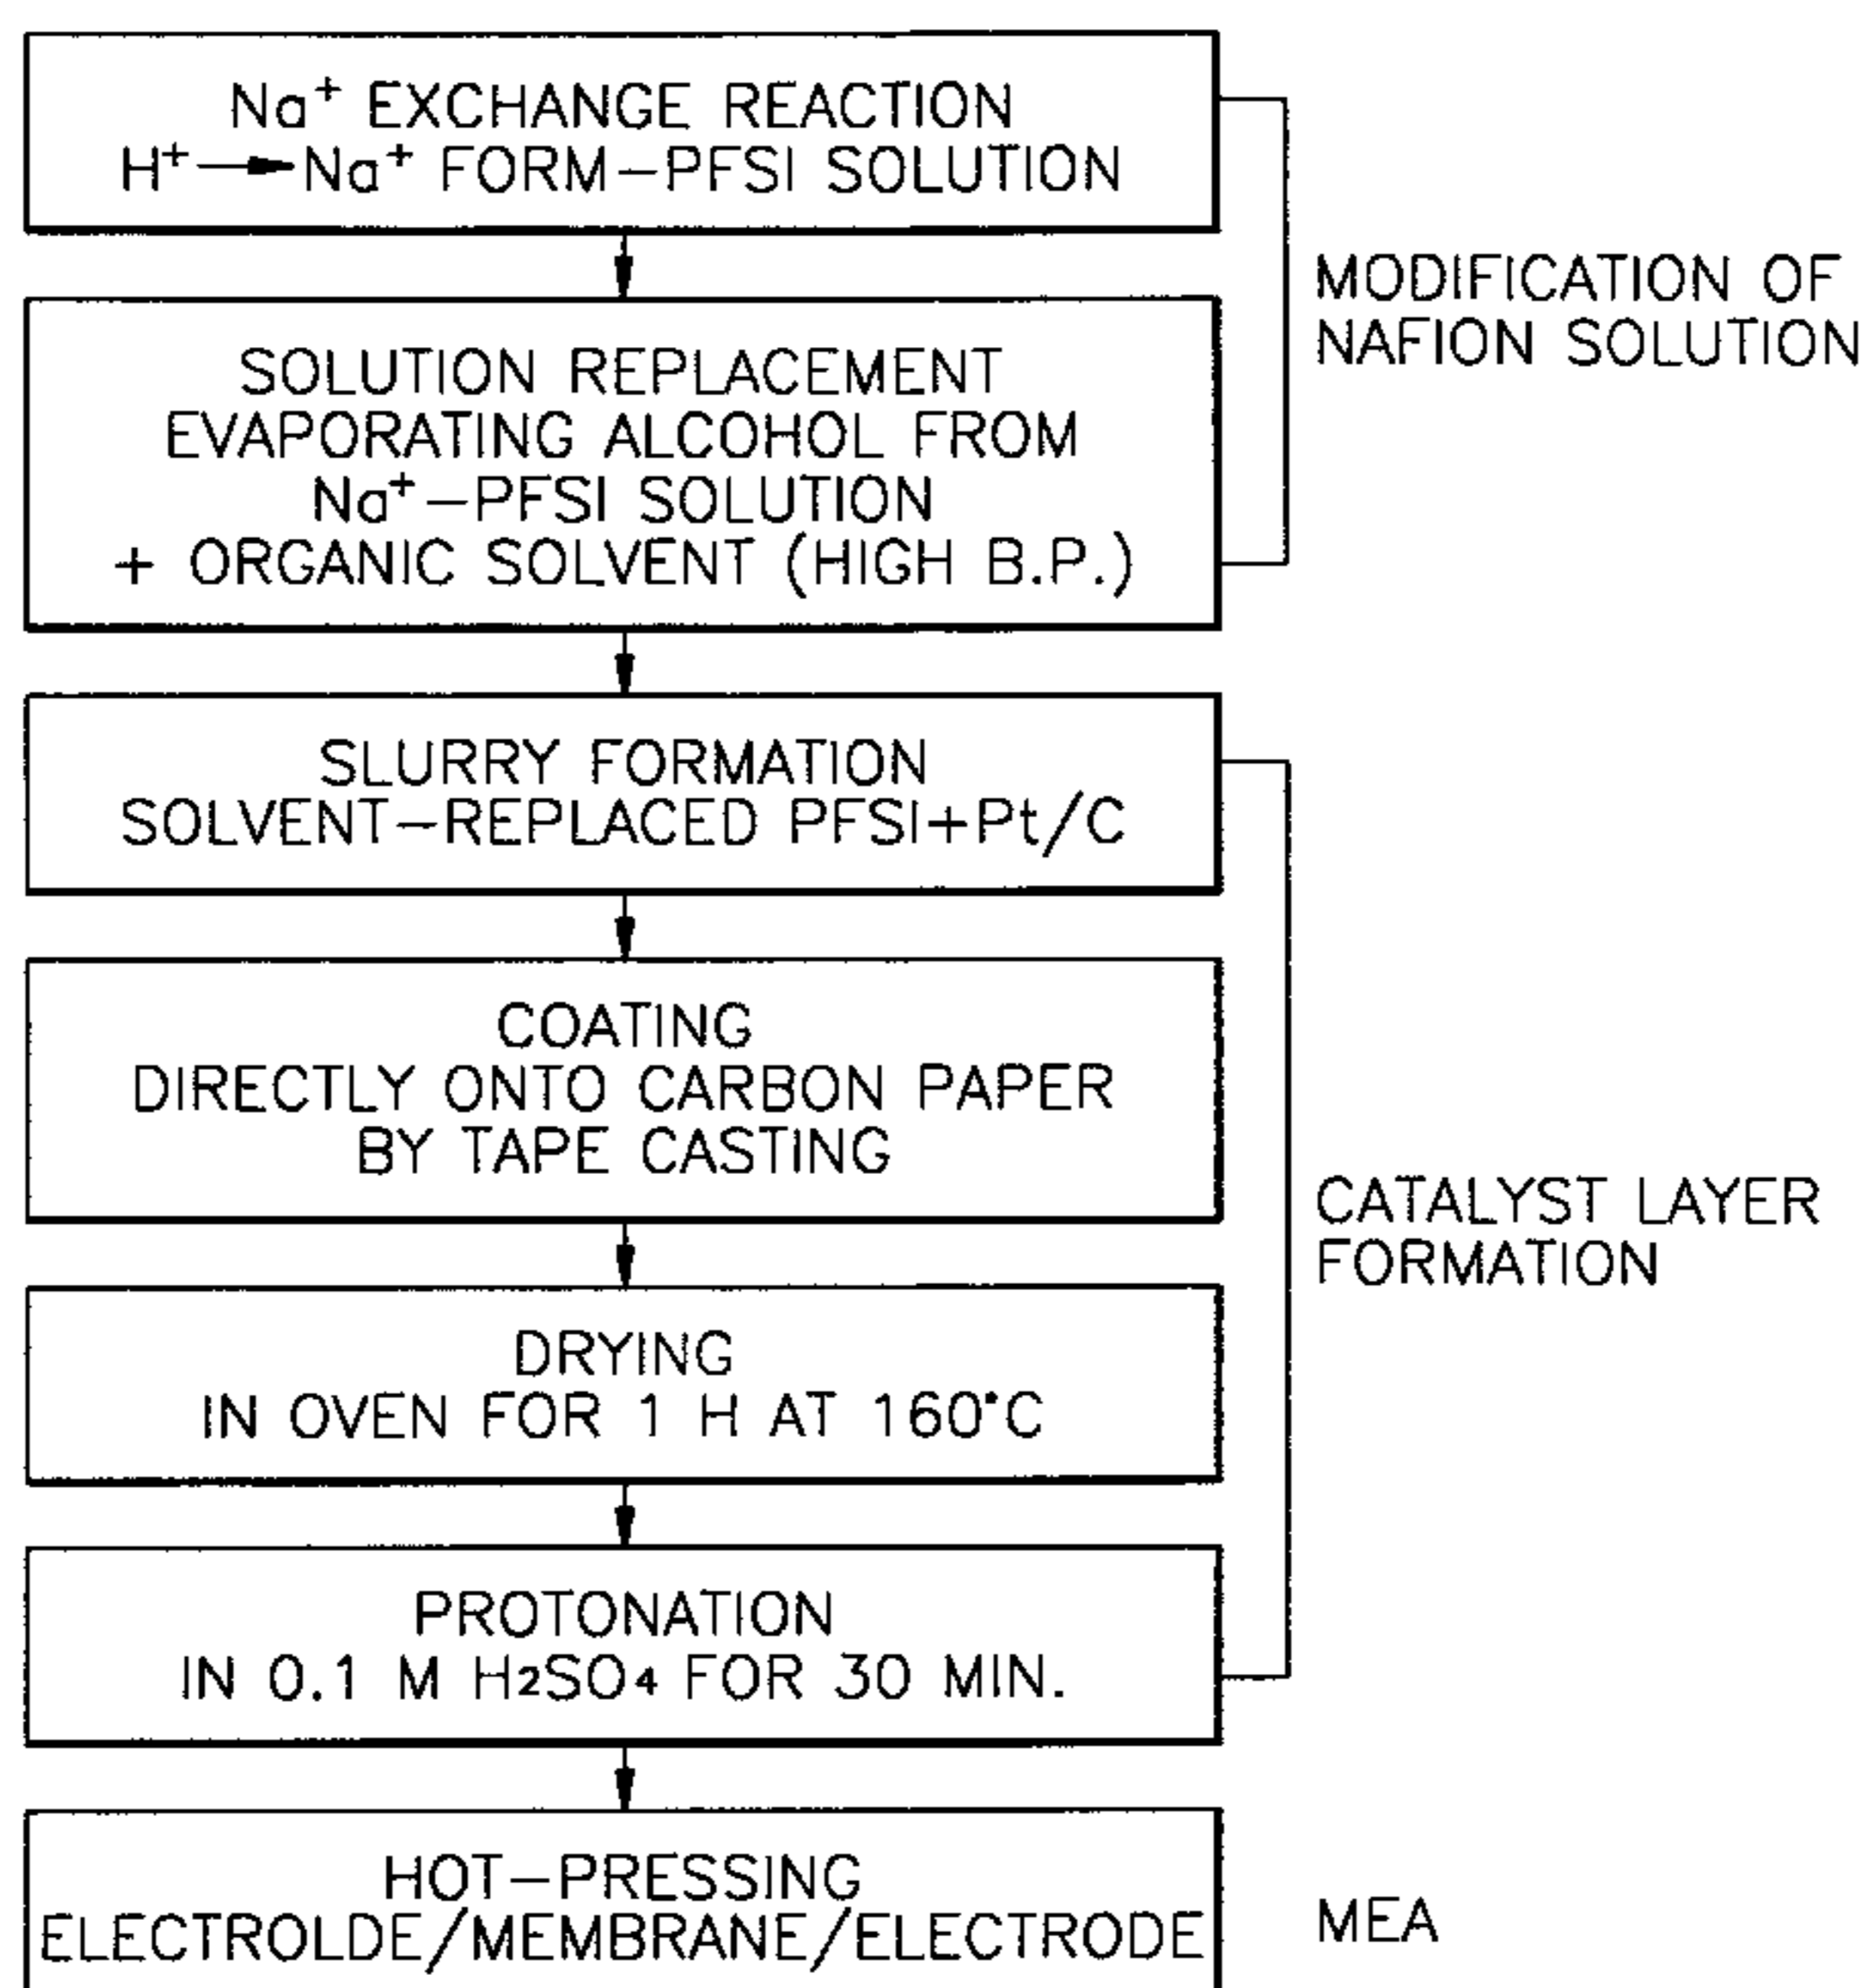 Na⁺ EXCHANGE REACTION
H⁺→Na⁺ FORM-PFSI SOLUTION
MODIFICATION OF
NAFION SOLUTION
SOLUTION REPLACEMENT
EVAPORATING ALCOHOL FROM
Na⁺-PFSI SOLUTION
+ ORGANIC SOLVENT (HIGH B.P.)
SLURRY FORMATION
SOLVENT-REPLACED PFSI+Pt/C
COATING
DIRECTLY ONTO CARBON PAPER
BY TAPE CASTING
CATALYST LAYER
FORMATION
DRYING
IN OVEN FOR 1 H AT 160°C
PROTONATION
IN 0.1 M H₂SO₄ FOR 30 MIN.
HOT-PRESSING
ELECTROLDE/MEMBRANE/ELECTRODE
MEA